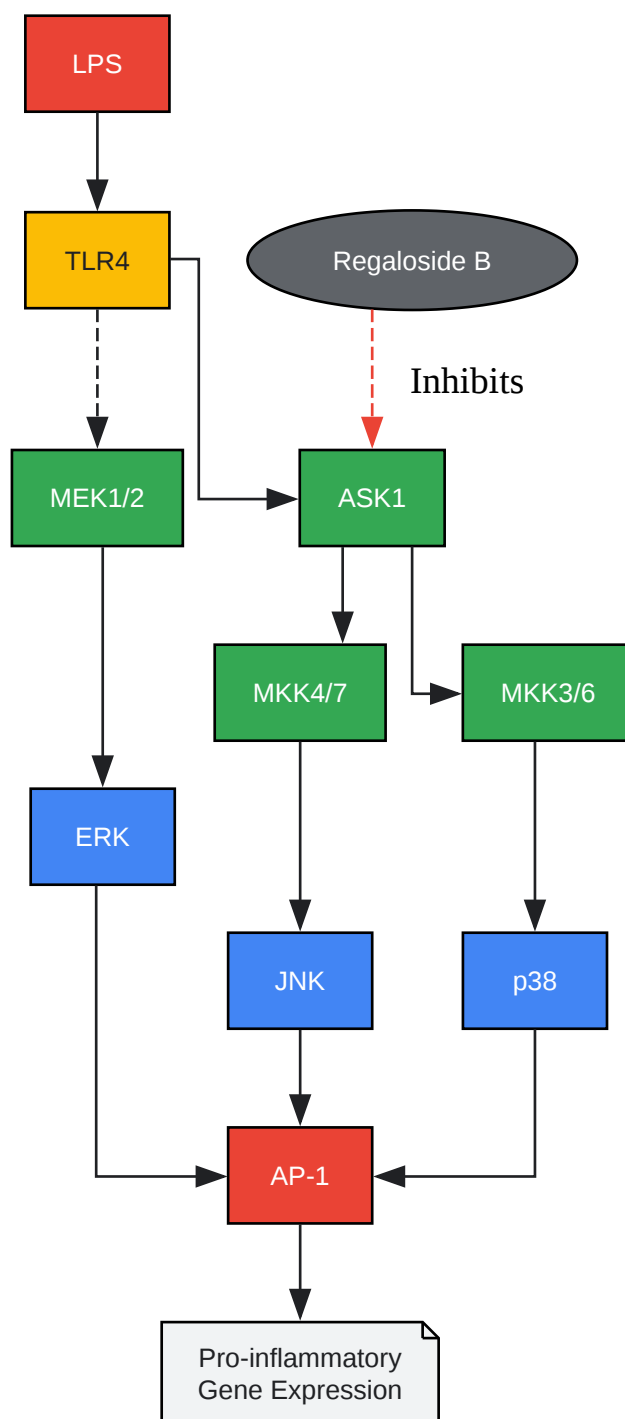 LPS
TLR4
Regaloside B
Inhibits
MEK1/2
ASK1
MKK4/7
MKK3/6
ERK
JNK
p38
AP-1
Pro-inflammatory
Gene Expression